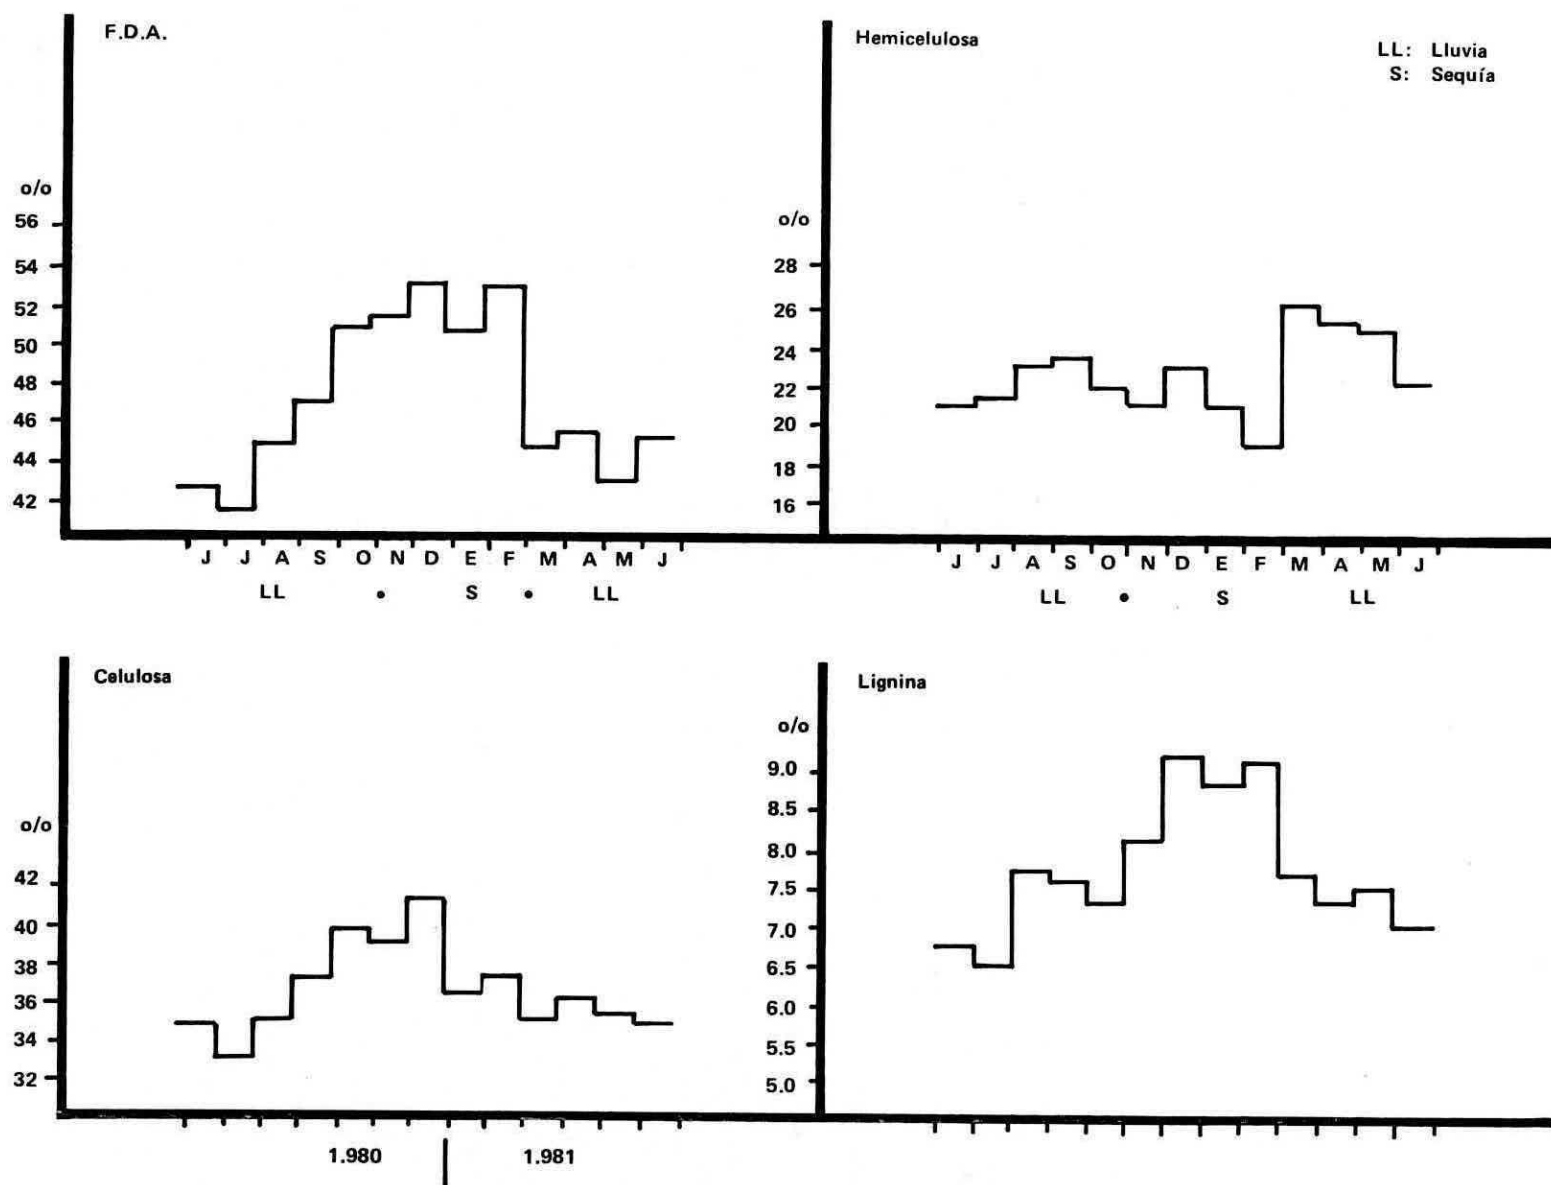 F.D.A.
o/o
56
54
52
50
48
46
44
42
J J A S O N D E F M A M J
LL • S • LL
Hemicelulosa
LL: Lluvia
S: Sequía
o/o
28
26
24
22
20
18
16
J J A S O N D E F M A M J
LL • S LL
Celulosa
o/o
42
40
38
36
34
32
1.980 1.981
Lignina
o/o
9.0
8.5
8.0
7.5
7.0
6.5
6.0
5.5
5.0